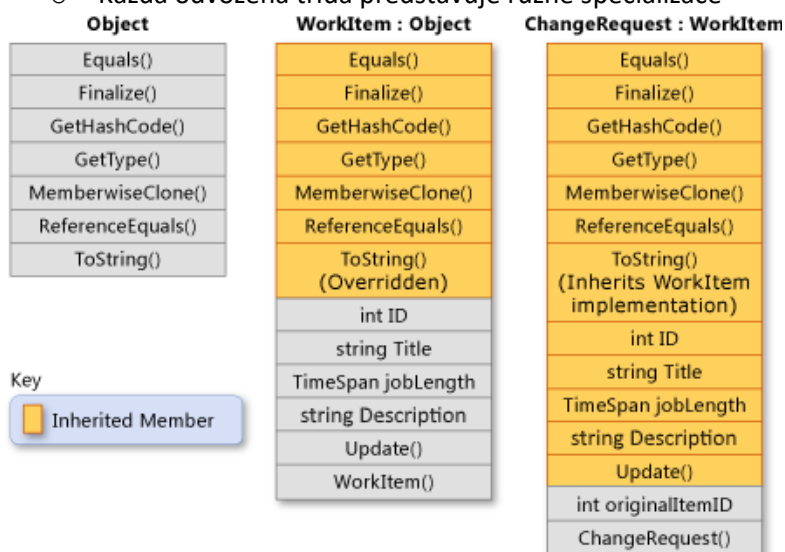 o Každá odvozená třída představuje různé specializace
Object
Equals()
Finalize()
GetHashCode()
GetType()
MemberwiseClone()
ReferenceEquals()
ToString()
Key
Inherited Member
WorkItem : Object
Equals()
Finalize()
GetHashCode()
GetType()
MemberwiseClone()
ReferenceEquals()
ToString()
(Overridden)
int ID
string Title
TimeSpan jobLength
string Description
Update()
WorkItem()
ChangeRequest : WorkItem
Equals()
Finalize()
GetHashCode()
GetType()
MemberwiseClone()
ReferenceEquals()
ToString()
(Inherits WorkItem
implementation)
int ID
string Title
TimeSpan jobLength
string Description
Update()
int originalItemID
ChangeRequest()